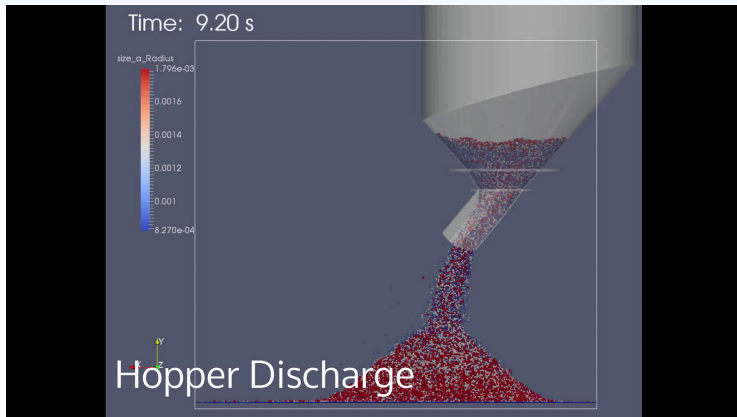 Time: 9.20 s
size_a_Radius
1.796e-03
0.0016
0.0014
0.0012
0.001
8.270e-04
Y
X
Z
Hopper Discharge